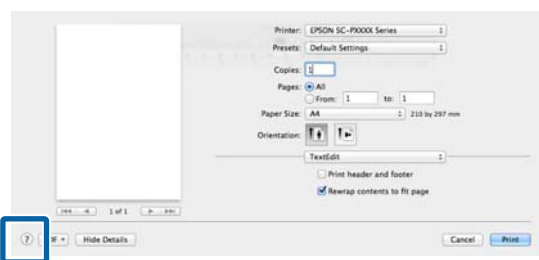 Printer: EPSON SC-PXXXX Series
Presets: Default Settings
Copies: 1
Pages: All
From: 1 to: 1
Paper Size: A4 210 by 297 mm
Orientation:
TextEdit
Print header and footer
Rewrap contents to fit page
1 of 1
? DF Hide Details Cancel Print